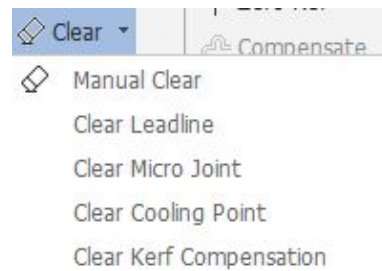 Clear
Compensate
Manual Clear
Clear Leadline
Clear Micro Joint
Clear Cooling Point
Clear Kerf Compensation